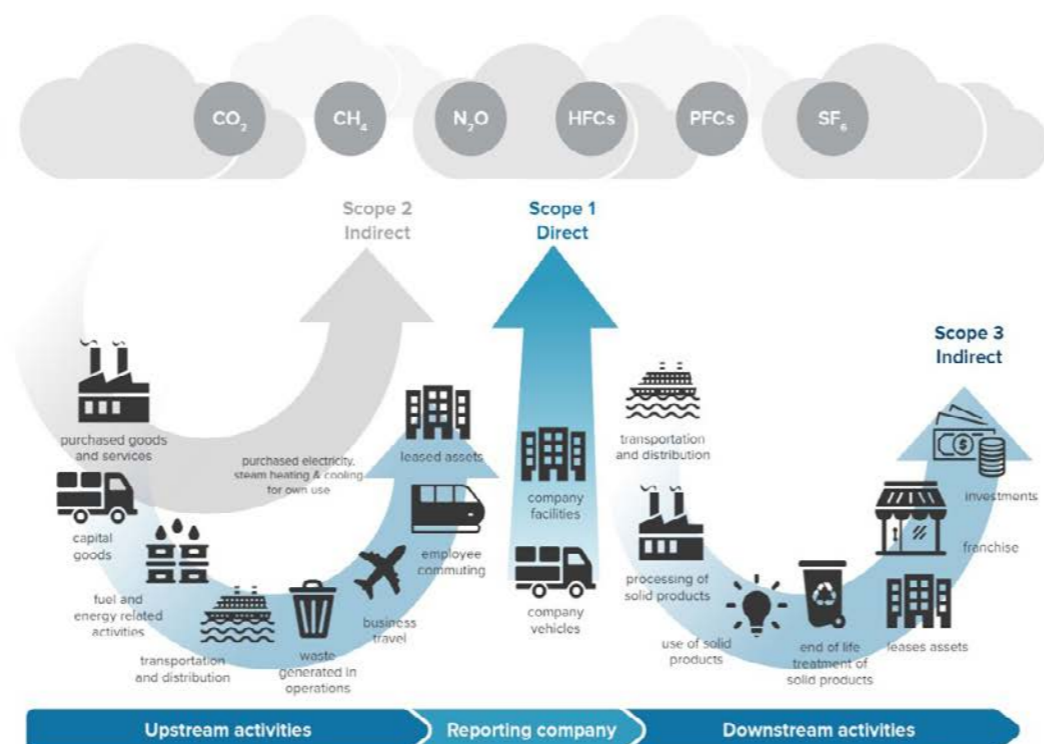 CO₂
CH₄
N₂O
HFCs
PFCs
SF₆
Scope 2
Indirect
Scope 1
Direct
Scope 3
Indirect
purchased goods
and services
purchased electricity,
steam heating & cooling
for own use
leased assets
capital
goods
fuel and
energy related
activities
transportation
and distribution
waste
generated in
operations
business
travel
employee
commuting
company
facilities
company
vehicles
transportation
and distribution
processing of
solid products
use of solid
products
end of life
treatment of
solid products
leases assets
franchise
investments
Upstream activities
Reporting company
Downstream activities